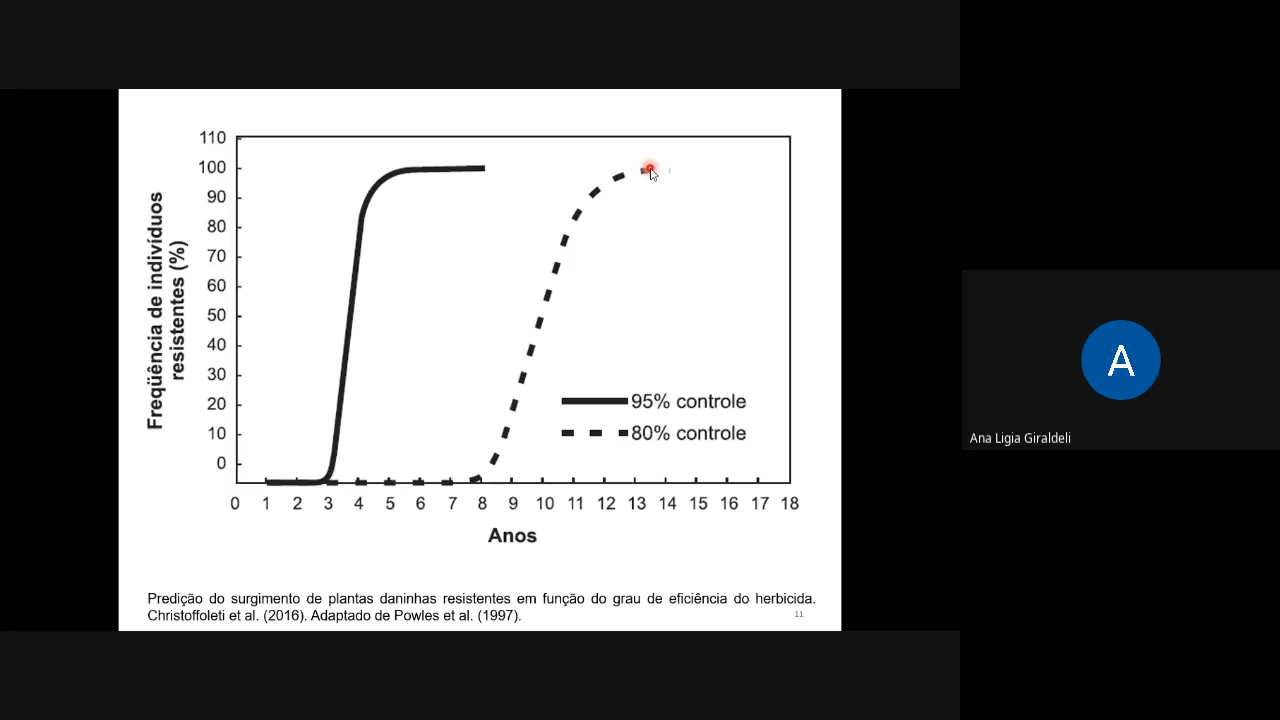 110
100
90
80
70
60
50
40
30
20
10
0
Freqüência de indivíduos
resistentes (%)
95% controle
80% controle
0 1 2 3 4 5 6 7 8 9 10 11 12 13 14 15 16 17 18
Anos
Predição do surgimento de plantas daninhas resistentes em função do grau de eficiência do herbicida.
Christoffoleti et al. (2016). Adaptado de Powles et al. (1997).
11
A
Ana Ligia Giraldeli